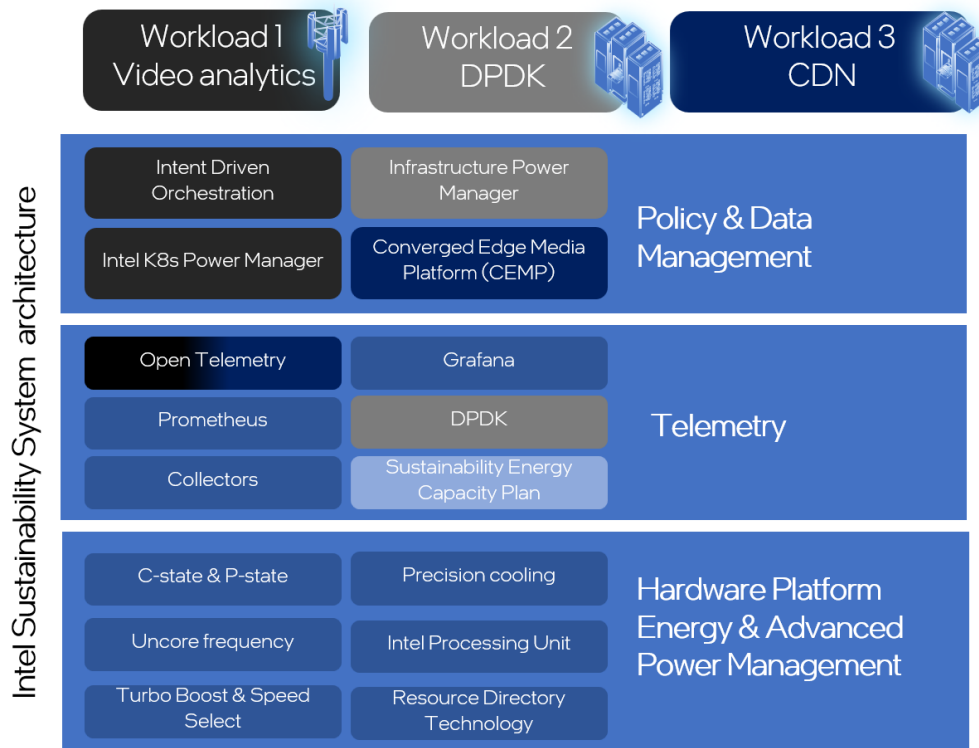 Workload 1
Video analytics
Workload 2
DPDK
Workload 3
CDN
Intel Sustainability System architecture
Intent Driven
Orchestration
Infrastructure Power
Manager
Intel K8s Power Manager
Converged Edge Media
Platform (CEMP)
Policy & Data
Management
Open Telemetry
Grafana
Prometheus
DPDK
Collectors
Sustainability Energy
Capacity Plan
Telemetry
C-state & P-state
Precision cooling
Uncore frequency
Intel Processing Unit
Turbo Boost & Speed
Select
Resource Directory
Technology
Hardware Platform
Energy & Advanced
Power Management